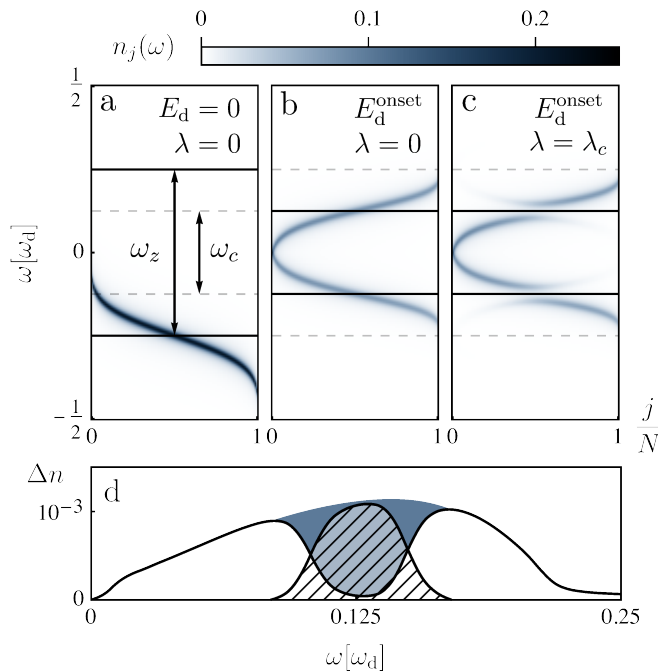 0 0.1 0.2
n_j(ω)
1/2
a E_d = 0 b E_d^onset c E_d^onset
λ = 0 λ = 0 λ = λ_c
ω[ω_d] 0 ω_z ω_c
-1/2
0 1 0 1 0 1 j/N
Δn d
10^{-3}
0
0 0.125 0.25
ω[ω_d]